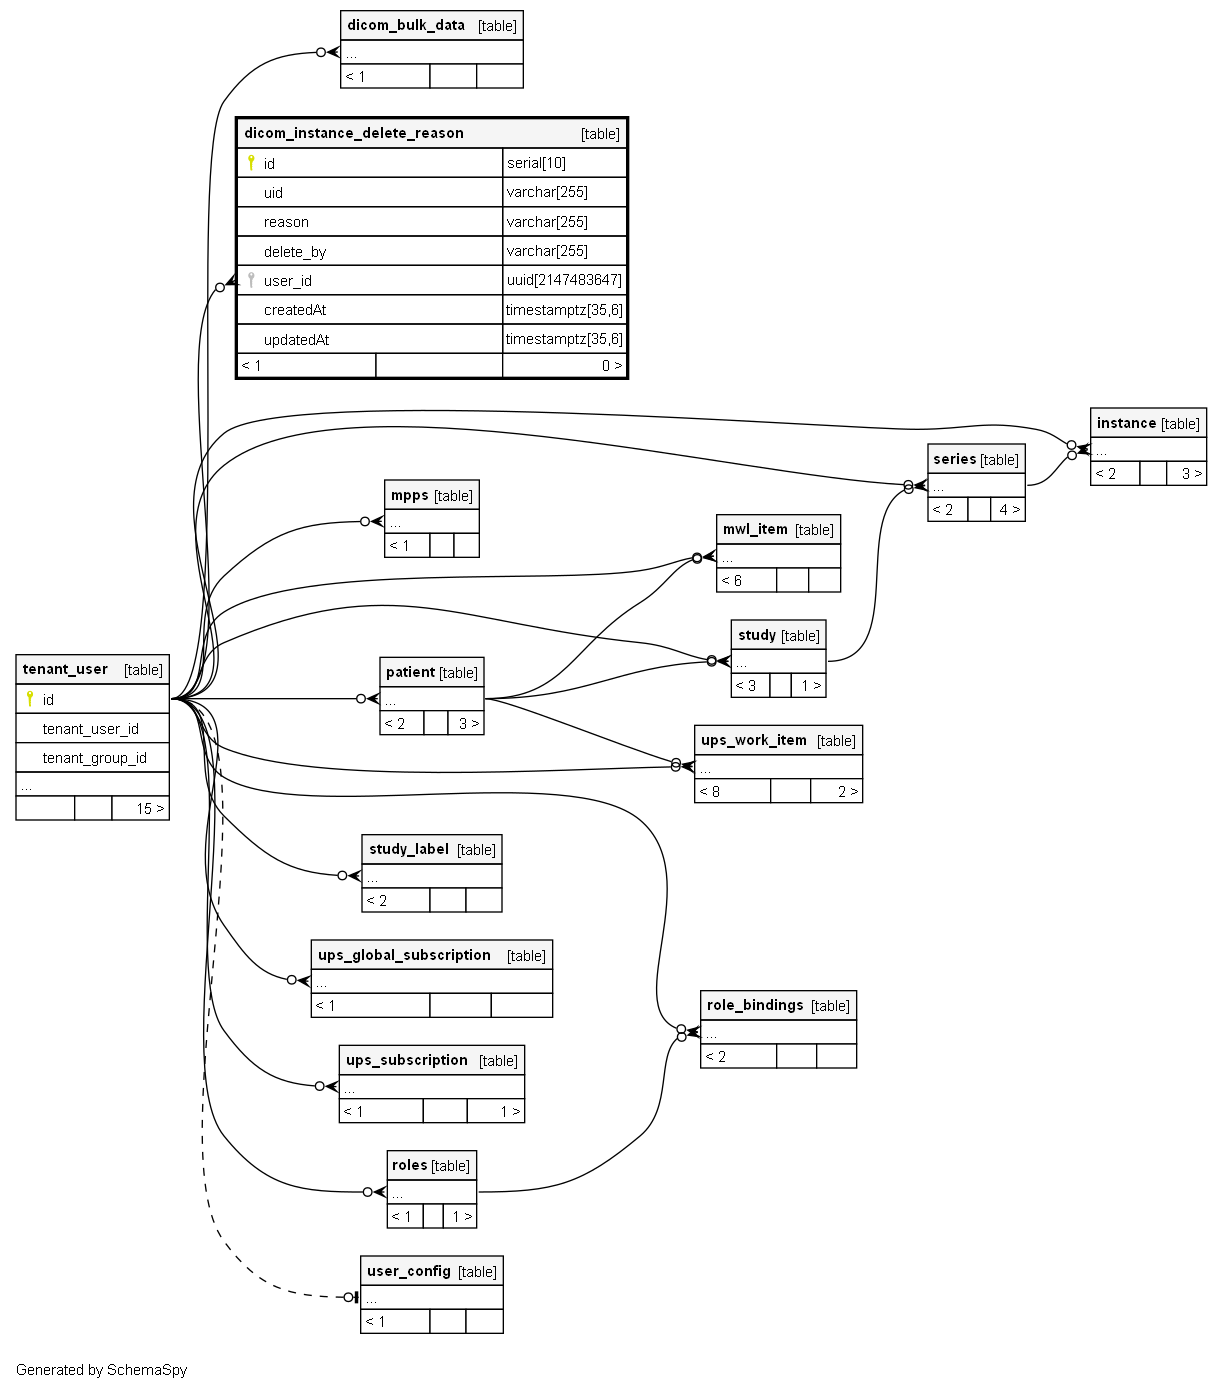 dicom_bulk_data [table]
...
< 1
dicom_instance_delete_reason [table]
id serial[10]
uid varchar[255]
reason varchar[255]
delete_by varchar[255]
user_id uuid[2147483647]
createdAt timestamptz[35,6]
updatedAt timestamptz[35,6]
< 1 0 >
instance [table]
...
< 2 3 >
series [table]
...
< 2 4 >
mpps [table]
...
< 1
mwl_item [table]
...
< 6
study [table]
...
< 3 1 >
tenant_user [table]
id
tenant_user_id
tenant_group_id
...
15 >
patient [table]
...
< 2 3 >
ups_work_item [table]
...
< 8 2 >
study_label [table]
...
< 2
ups_global_subscription [table]
...
< 1
role_bindings [table]
...
< 2
ups_subscription [table]
...
< 1 1 >
roles [table]
...
< 1 1 >
user_config [table]
...
< 1
Generated by SchemaSpy